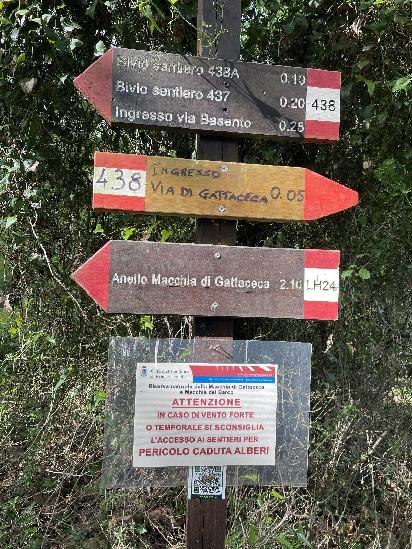 Bivio sentiero 438A 0.10
Bivio sentiero 437 0.20
Ingresso via Basento 0.25
438
438
INGRESSO
VIA DI GATTACECA 0.05
Anello Macchia di Gattaceca 2.10
LH24
Riserva naturale della Macchia di Gattaceca
e Macchia del Barco
ATTENZIONE
IN CASO DI VENTO FORTE
O TEMPORALE SI SCONSIGLIA
L'ACCESSO AI SENTIERI PER
PERICOLO CADUTA ALBERI